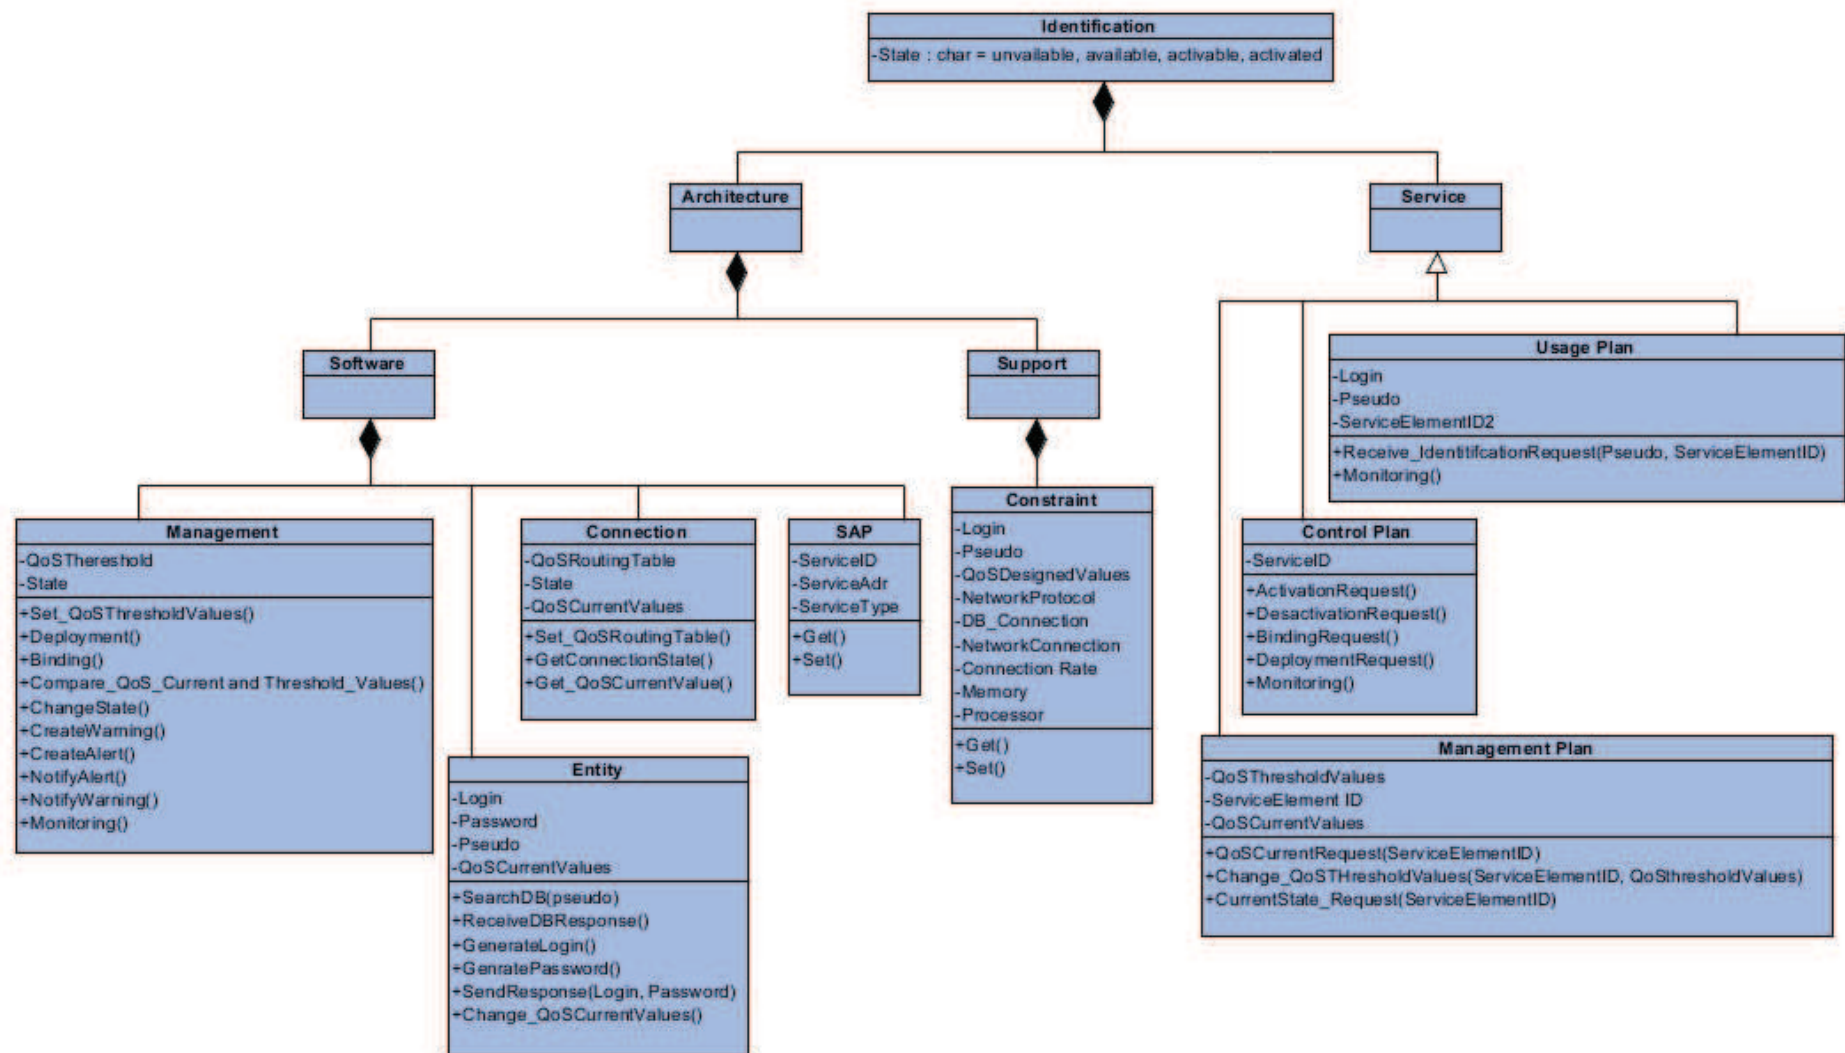 Identification
-State : char = unvailable, available, activable, activated
Architecture
Service
Software
Support
Usage Plan
-Login
-Pseudo
-ServiceElementID2
+Receive_IdentitifcationRequest(Pseudo, ServiceElementID)
+Monitoring()
Management
-QoSThereshold
-State
+Set_QoSThresholdValues()
+Deployment()
+Binding()
+Compare_QoS_Current and Threshold_Values()
+ChangeState()
+CreateWarning()
+CreateAlert()
+NotifyAlert()
+NotifyWarning()
+Monitoring()
Connection
-QoSRoutingTable
-State
-QoSCurrentValues
+Set_QoSRoutingTable()
+GetConnectionState()
+Get_QoSCurrentValue()
SAP
-ServiceID
-ServiceAdr
-ServiceType
+Get()
+Set()
Constraint
-Login
-Pseudo
-QoSDesignedValues
-NetworkProtocol
-DB_Connection
-NetworkConnection
-Connection Rate
-Memory
-Processor
+Get()
+Set()
Control Plan
-ServiceID
+ActivationRequest()
+DesactivationRequest()
+BindingRequest()
+DeploymentRequest()
+Monitoring()
Entity
-Login
-Password
-Pseudo
-QoSCurrentValues
+SearchDB(pseudo)
+ReceiveDBResponse()
+GenerateLogin()
+GenratePassword()
+SendResponse(Login, Password)
+Change_QoSCurrentValues()
Management Plan
-QoSThresholdValues
-ServiceElement ID
-QoSCurrentValues
+QoSCurrentRequest(ServiceElementID)
+Change_QoSTHresholdValues(ServiceElementID, QoSthresholdValues)
+CurrentState_Request(ServiceElementID)